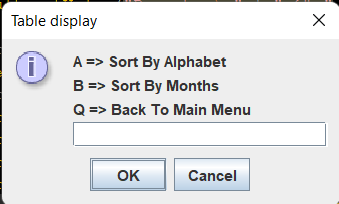 Table display
A => Sort By Alphabet
B => Sort By Months
Q => Back To Main Menu
OK
Cancel